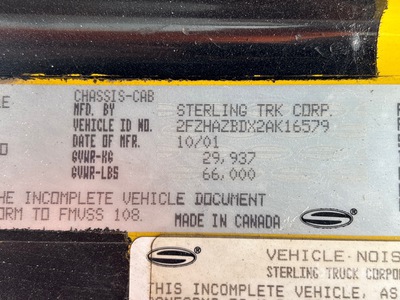 CHASSIS-CAB
MFD. BY STERLING TRK CORP.
VEHICLE ID NO. 2FZHAZBDX2AK16579
DATE OF MFR. 10/01
GVWR-KG 29,937
GVWR-LBS 66,000
HE INCOMPLETE VEHICLE DOCUMENT
ORM TO FMVSS 108. MADE IN CANADA
VEHICLE NOIS
STERLING TRUCK CORPOR
THIS INCOMPLETE VEHICLE, AS